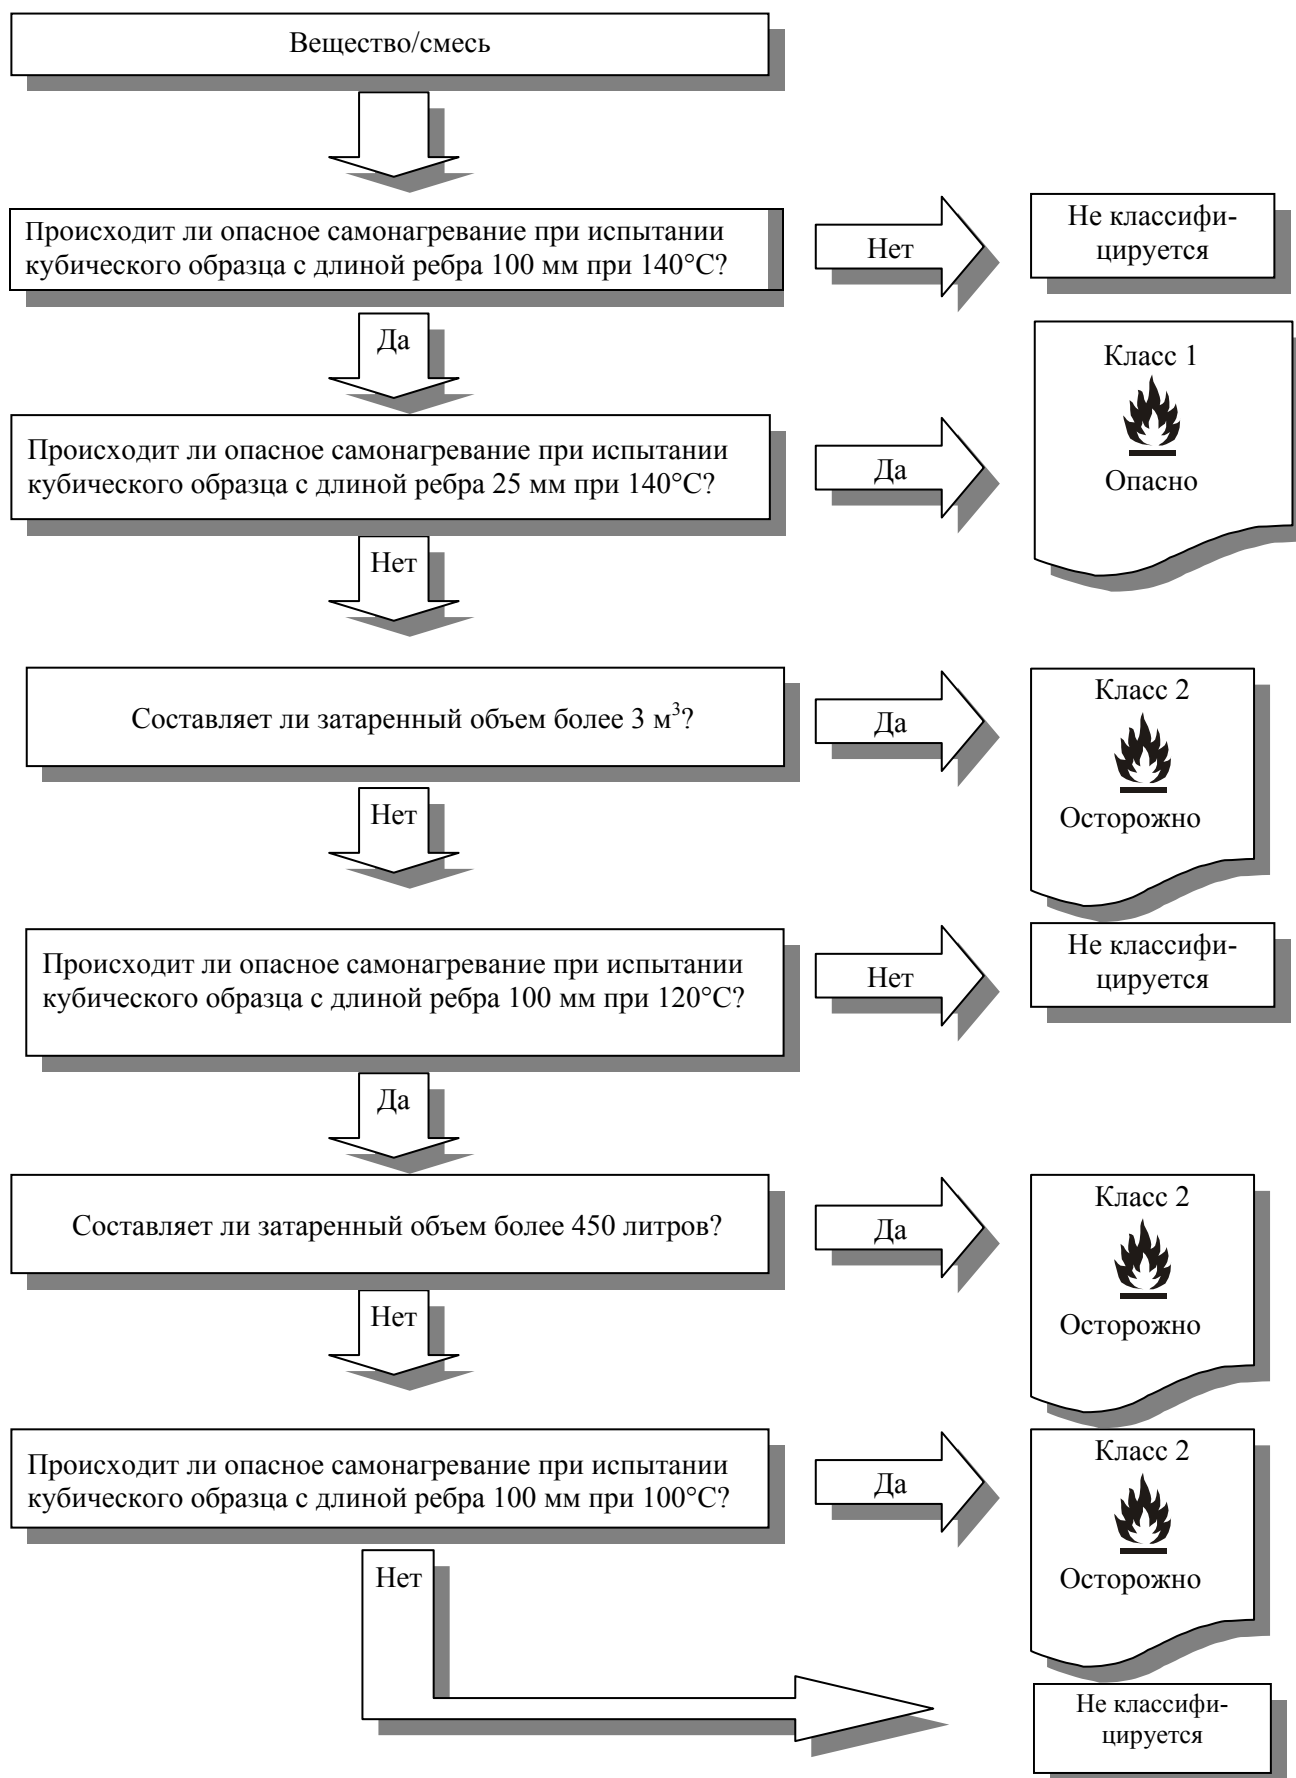 Вещество/смесь
Происходит ли опасное самонагревание при испытании
кубического образца с длиной ребра 100 мм при 140°C?
Нет
Не классифи-
цируется
Да
Происходит ли опасное самонагревание при испытании
кубического образца с длиной ребра 25 мм при 140°C?
Да
Класс 1
Опасно
Нет
Составляет ли затаренный объем более 3 м³?
Да
Класс 2
Осторожно
Нет
Происходит ли опасное самонагревание при испытании
кубического образца с длиной ребра 100 мм при 120°C?
Нет
Не классифи-
цируется
Да
Составляет ли затаренный объем более 450 литров?
Да
Класс 2
Осторожно
Нет
Происходит ли опасное самонагревание при испытании
кубического образца с длиной ребра 100 мм при 100°C?
Да
Класс 2
Осторожно
Нет
Не классифи-
цируется